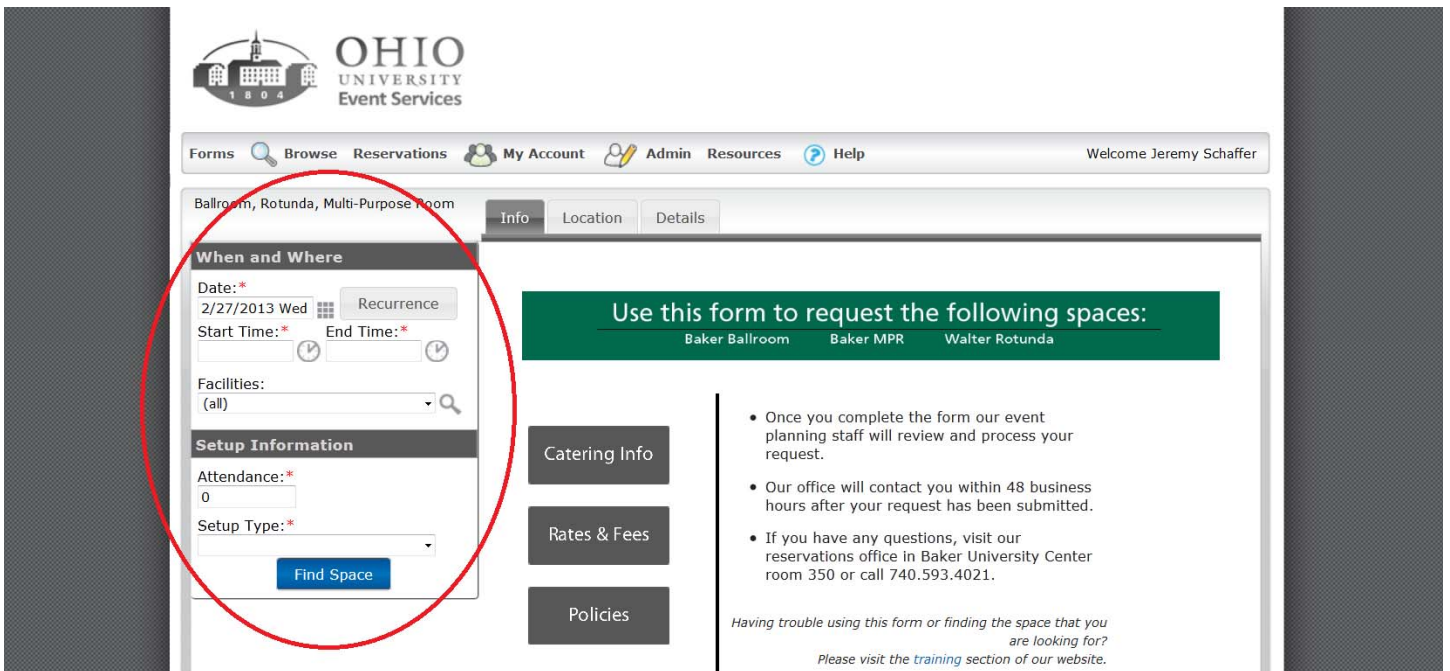 1804
OHIO
UNIVERSITY
Event Services
Forms Browse Reservations My Account Admin Resources ? Help Welcome Jeremy Schaffer
Ballroom, Rotunda, Multi-Purpose Room
Info Location Details
When and Where
Date:*
2/27/2013 Wed Recurrence
Start Time:* End Time:*
Facilities:
(all)
Setup Information
Attendance:*
0
Setup Type:*
Find Space
Use this form to request the following spaces:
Baker Ballroom Baker MPR Walter Rotunda
Catering Info
Rates & Fees
Policies
• Once you complete the form our event
planning staff will review and process your
request.
• Our office will contact you within 48 business
hours after your request has been submitted.
• If you have any questions, visit our
reservations office in Baker University Center
room 350 or call 740.593.4021.
Having trouble using this form or finding the space that you
are looking for?
Please visit the training section of our website.